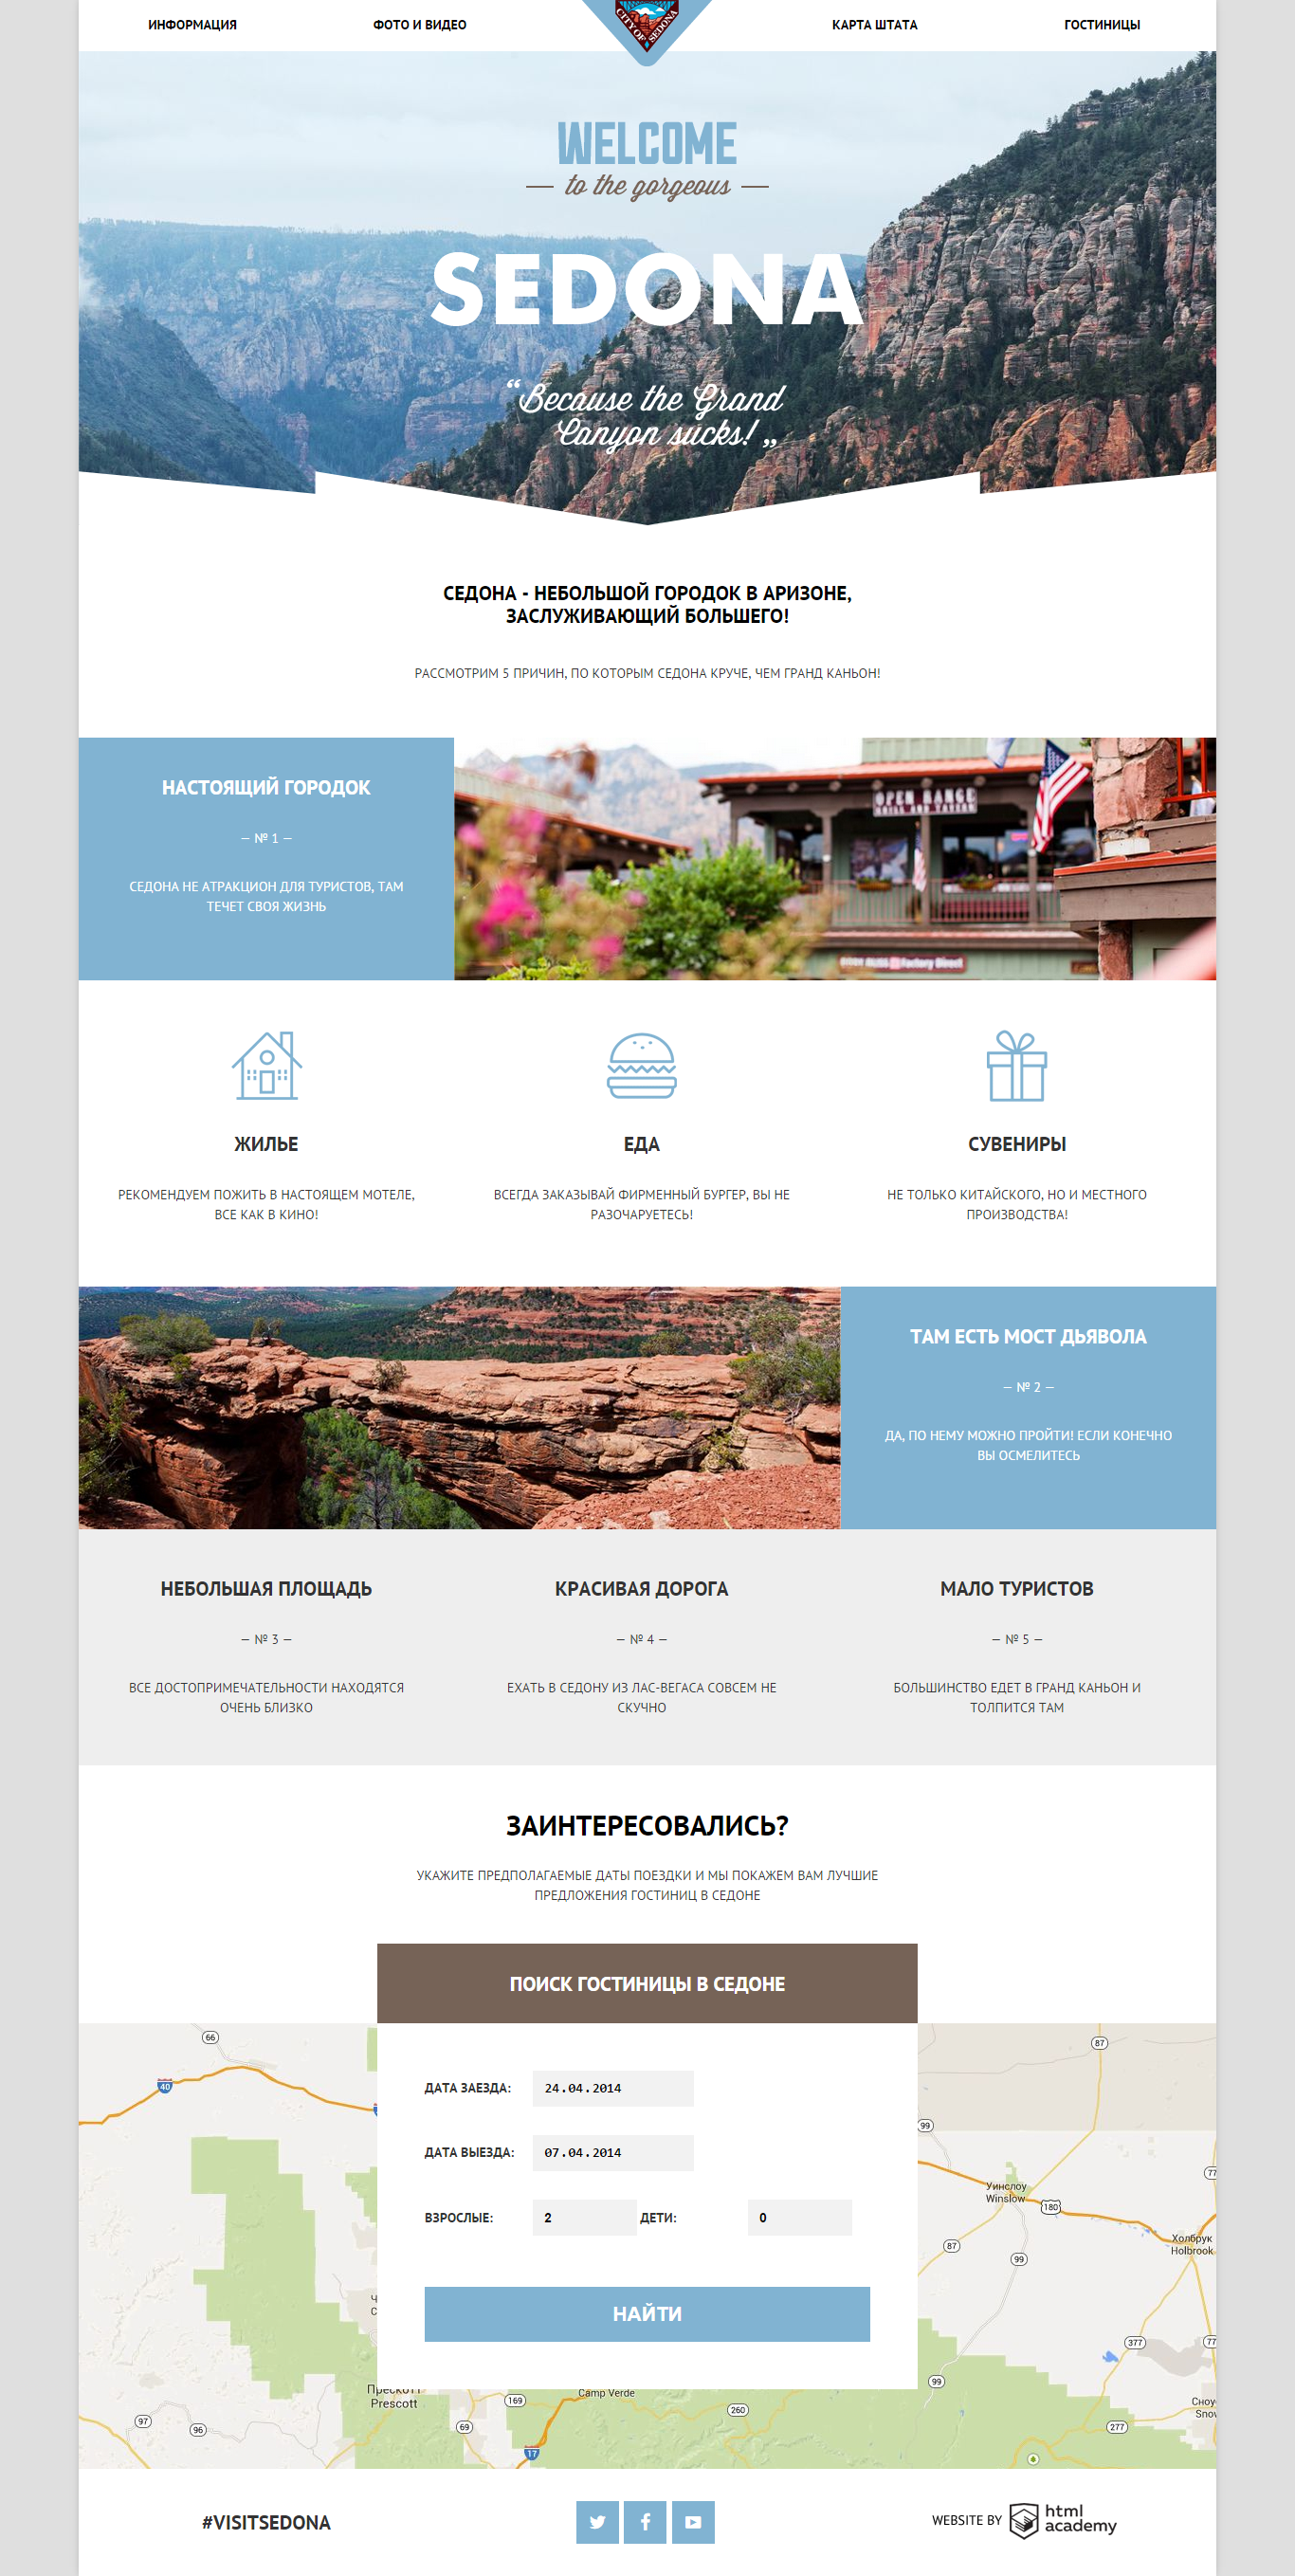 ИНФОРМАЦИЯ
ФОТО И ВИДЕО
CITY OF SEDONA
КАРТА ШТАТА
ГОСТИНИЦЫ
WELCOME
— to the gorgeous —
SEDONA
“Because the Grand
Canyon sucks! „
СЕДОНА - НЕБОЛЬШОЙ ГОРОДОК В АРИЗОНЕ,
ЗАСЛУЖИВАЮЩИЙ БОЛЬШЕГО!
РАССМОТРИМ 5 ПРИЧИН, ПО КОТОРЫМ СЕДОНА КРУЧЕ, ЧЕМ ГРАНД КАНЬОН!
НАСТОЯЩИЙ ГОРОДОК
— № 1 —
СЕДОНА НЕ АТРАКЦИОН ДЛЯ ТУРИСТОВ, ТАМ
ТЕЧЕТ СВОЯ ЖИЗНЬ
OPEN RANGE
Factory Direct
ЖИЛЬЕ
РЕКОМЕНДУЕМ ПОЖИТЬ В НАСТОЯЩЕМ МОТЕЛЕ,
ВСЕ КАК В КИНО!
ЕДА
ВСЕГДА ЗАКАЗЫВАЙ ФИРМЕННЫЙ БУРГЕР, ВЫ НЕ
РАЗОЧАРУЕТЕСЬ!
СУВЕНИРЫ
НЕ ТОЛЬКО КИТАЙСКОГО, НО И МЕСТНОГО
ПРОИЗВОДСТВА!
ТАМ ЕСТЬ МОСТ ДЬЯВОЛА
— № 2 —
ДА, ПО НЕМУ МОЖНО ПРОЙТИ! ЕСЛИ КОНЕЧНО
ВЫ ОСМЕЛИТЕСЬ
НЕБОЛЬШАЯ ПЛОЩАДЬ
— № 3 —
ВСЕ ДОСТОПРИМЕЧАТЕЛЬНОСТИ НАХОДЯТСЯ
ОЧЕНЬ БЛИЗКО
КРАСИВАЯ ДОРОГА
— № 4 —
ЕХАТЬ В СЕДОНУ ИЗ ЛАС-ВЕГАСА СОВСЕМ НЕ
СКУЧНО
МАЛО ТУРИСТОВ
— № 5 —
БОЛЬШИНСТВО ЕДЕТ В ГРАНД КАНЬОН И
ТОЛПИТСЯ ТАМ
ЗАИНТЕРЕСОВАЛИСЬ?
УКАЖИТЕ ПРЕДПОЛАГАЕМЫЕ ДАТЫ ПОЕЗДКИ И МЫ ПОКАЖЕМ ВАМ ЛУЧШИЕ
ПРЕДЛОЖЕНИЯ ГОСТИНИЦ В СЕДОНЕ
ПОИСК ГОСТИНИЦЫ В СЕДОНЕ
ДАТА ЗАЕЗДА: 24.04.2014
ДАТА ВЫЕЗДА: 07.04.2014
ВЗРОСЛЫЕ: 2 ДЕТИ: 0
НАЙТИ
66
40
87
99
77
Уинслоу
Winslow
180
Холбрук
Holbrook
87
99
377
77
99
Прескотт
Prescott
Camp Verde
169
260
97
96
69
17
277
#VISITSEDONA
WEBSITE BY
html
academy